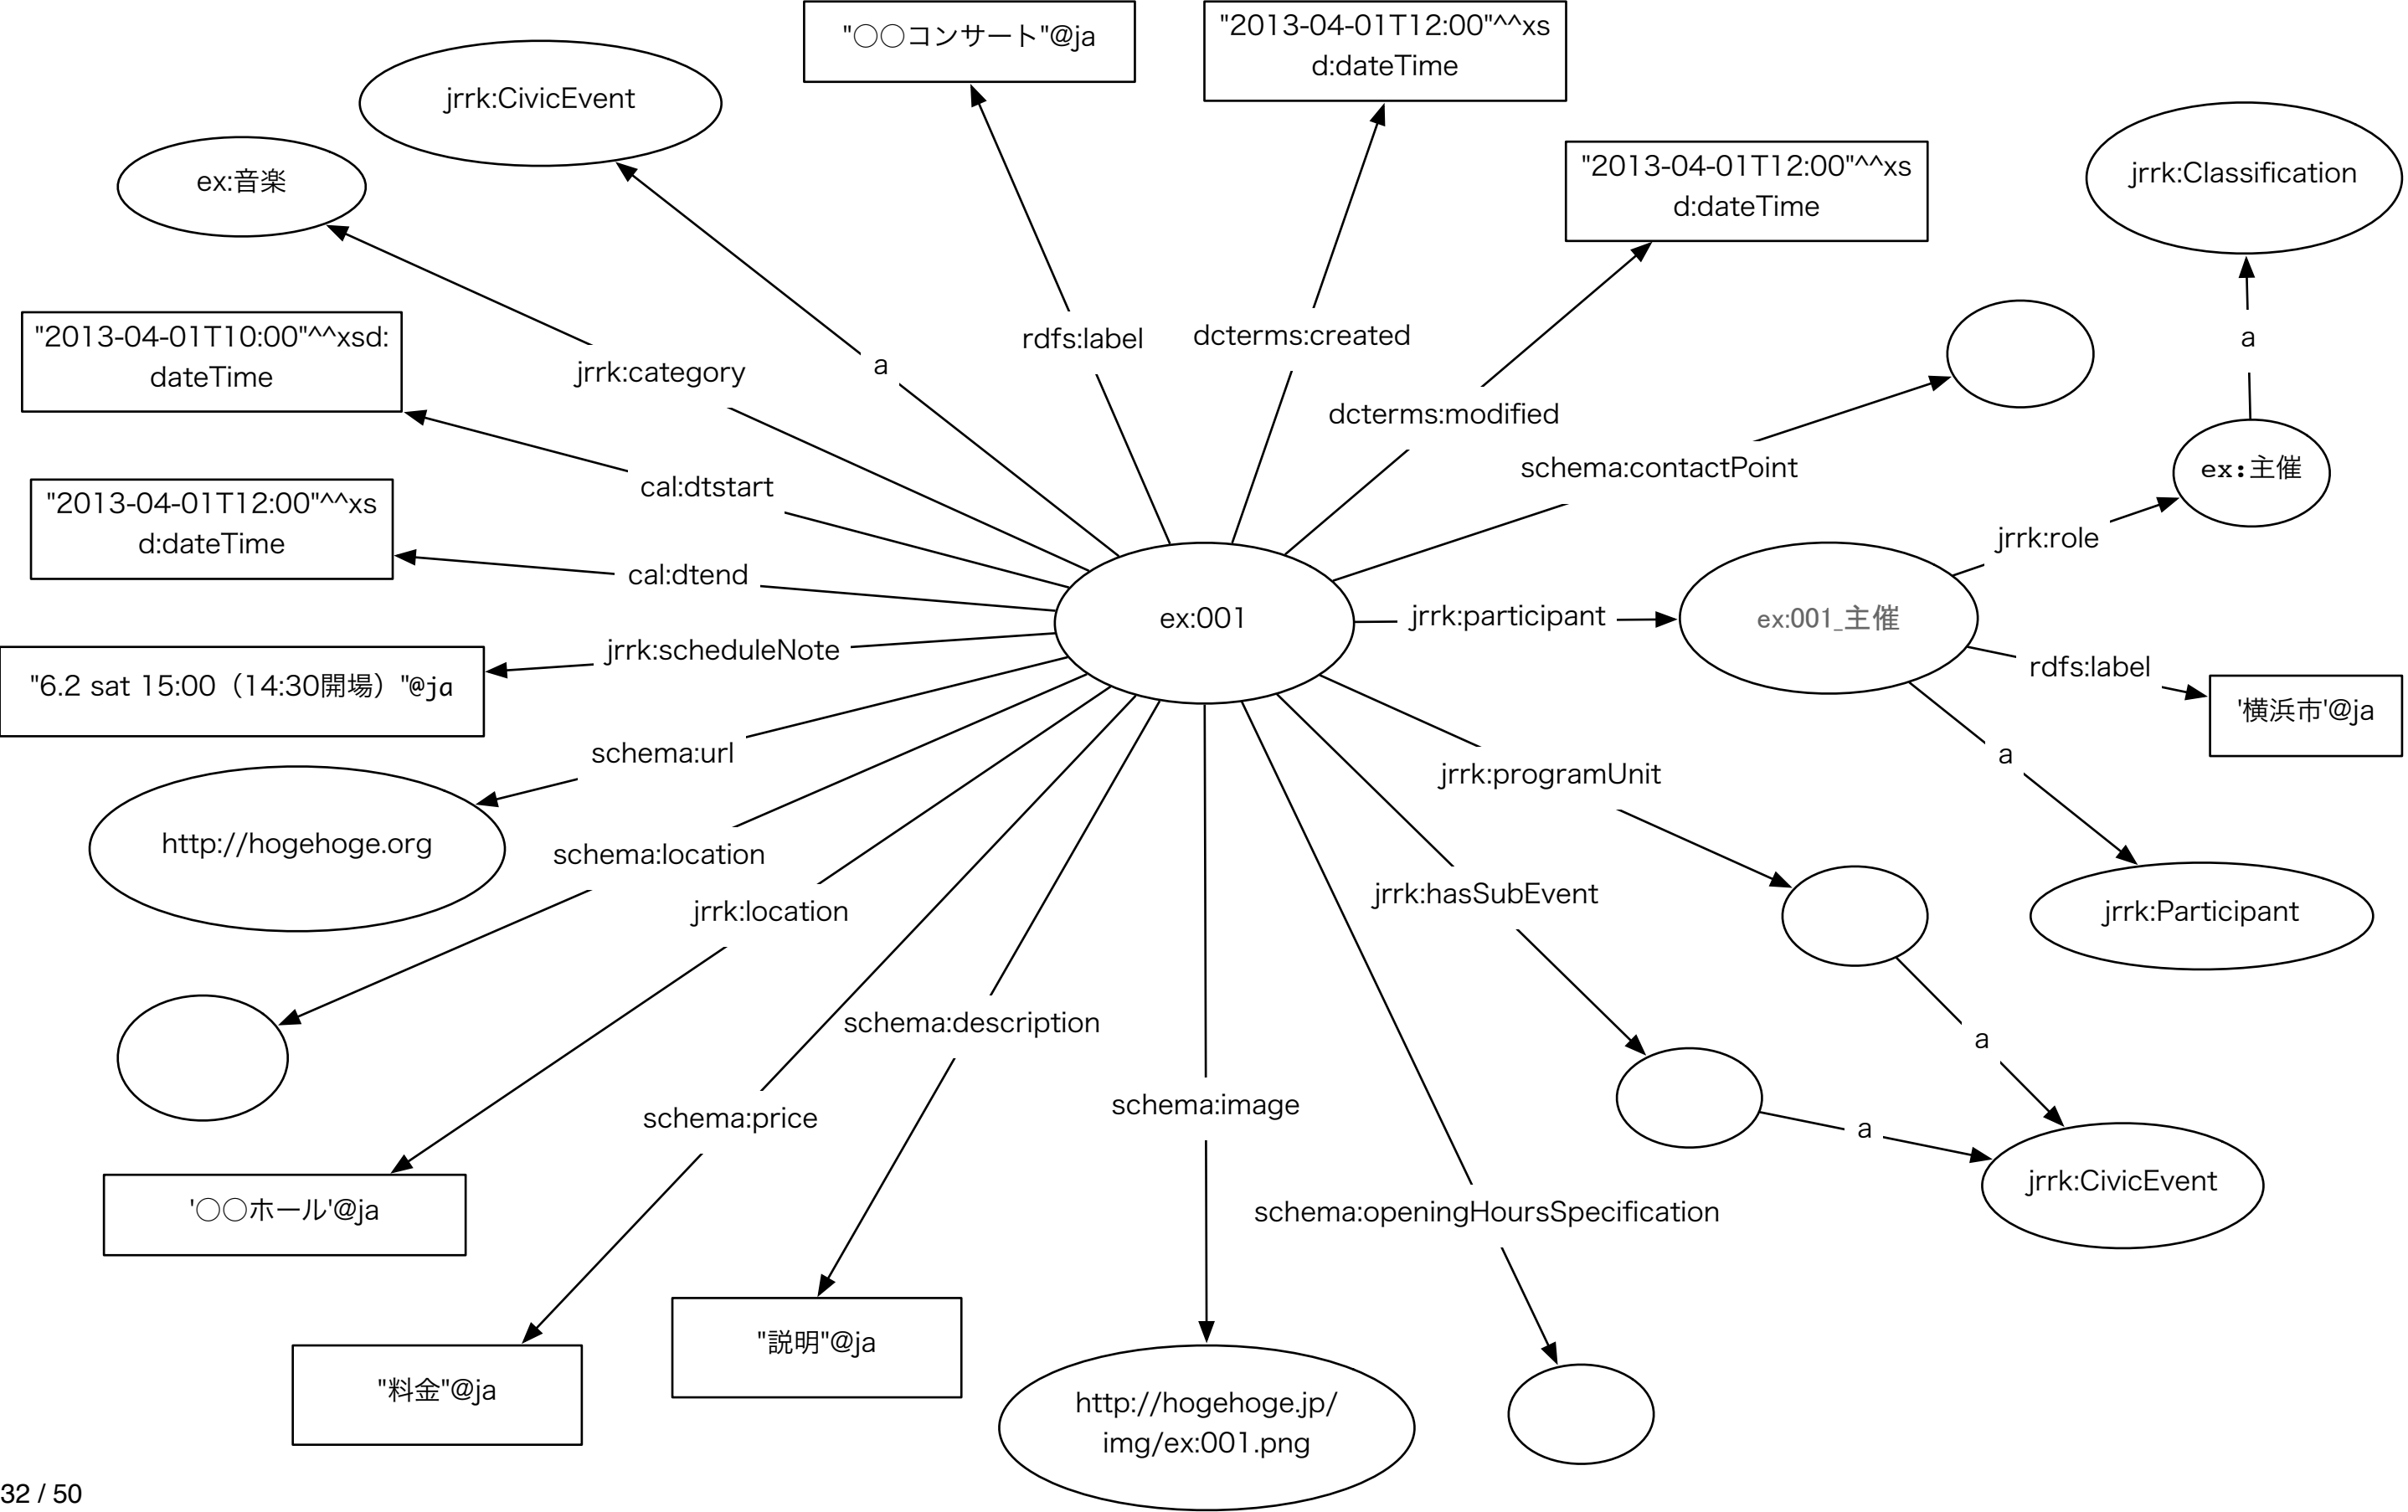 "○○コンサート"@ja
"2013-04-01T12:00"^^xs
d:dateTime
jrrk:CivicEvent
"2013-04-01T12:00"^^xs
d:dateTime
jrrk:Classification
ex:音楽
"2013-04-01T10:00"^^xsd:
dateTime
rdfs:label
dcterms:created
a
jrrk:category
a
dcterms:modified
schema:contactPoint
ex:主催
cal:dtstart
"2013-04-01T12:00"^^xs
d:dateTime
jrrk:role
cal:dtend
ex:001
jrrk:participant
ex:001_主催
jrrk:scheduleNote
rdfs:label
"6.2 sat 15:00（14:30開場）"@ja
'横浜市'@ja
schema:url
a
jrrk:programUnit
http://hogehoge.org
schema:location
jrrk:hasSubEvent
jrrk:location
jrrk:Participant
schema:description
a
schema:price
schema:image
a
jrrk:CivicEvent
'○○ホール'@ja
schema:openingHoursSpecification
"説明"@ja
"料金"@ja
http://hogehoge.jp/
img/ex:001.png
32 / 50